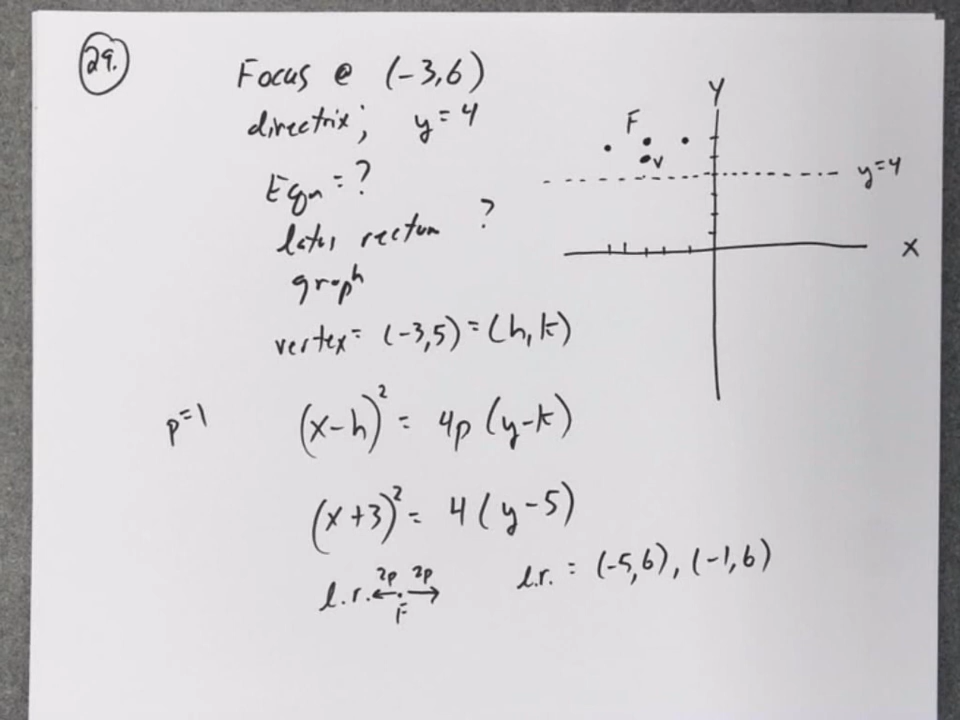 29.
Focus @ (-3,6)
directrix; y=4
Eqn=?
latus rectum ?
graph
vertex= (-3,5)=(h,k)
p=1
(x-h)² = 4p (y-k)
(x+3)² = 4(y-5)
2p 2p
l.r.
F
l.r. = (-5,6), (-1,6)
Y
F
V
y=4
X